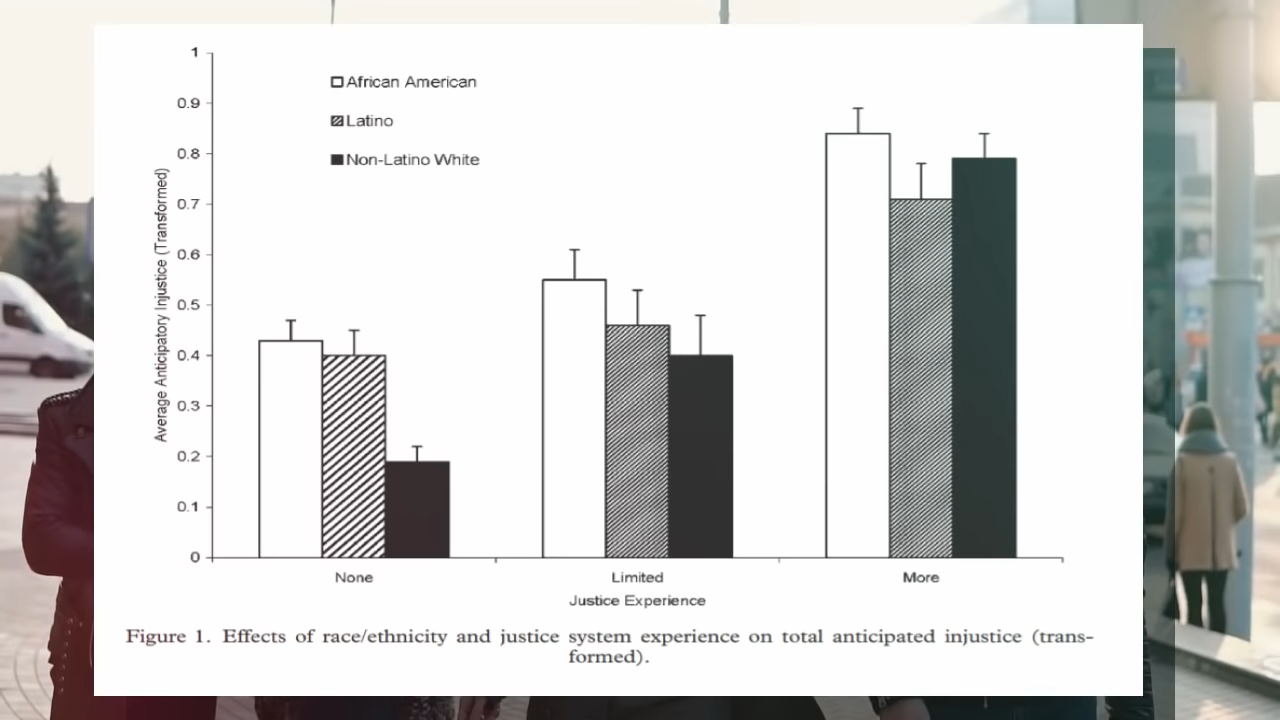 1
0.9
0.8
0.7
0.6
0.5
0.4
0.3
0.2
0.1
0
Average Anticipatory Injustice (Transformed)
African American
Latino
Non-Latino White
None
Limited
More
Justice Experience
Figure 1. Effects of race/ethnicity and justice system experience on total anticipated injustice (trans-
formed).